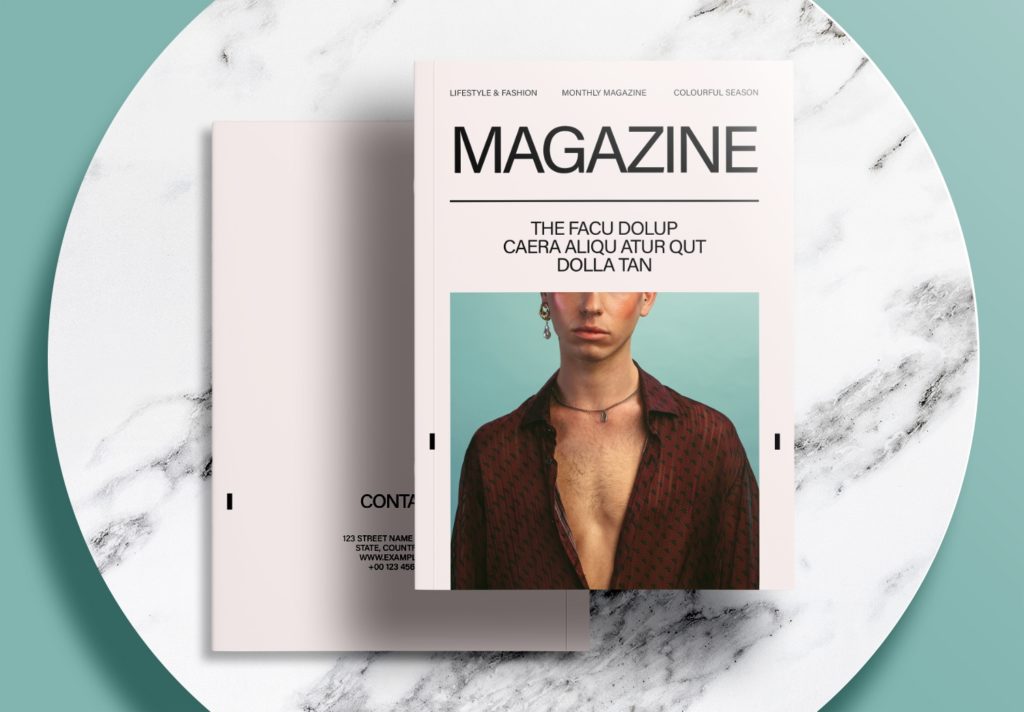 LIFESTYLE & FASHION MONTHLY MAGAZINE COLOURFUL SEASON
MAGAZINE
THE FACU DOLUP
CAERA ALIQU ATUR QUT
DOLLA TAN
CONTA
123 STREET NAME
STATE, COUNTR
WWW.EXAMPL
+00 123 456